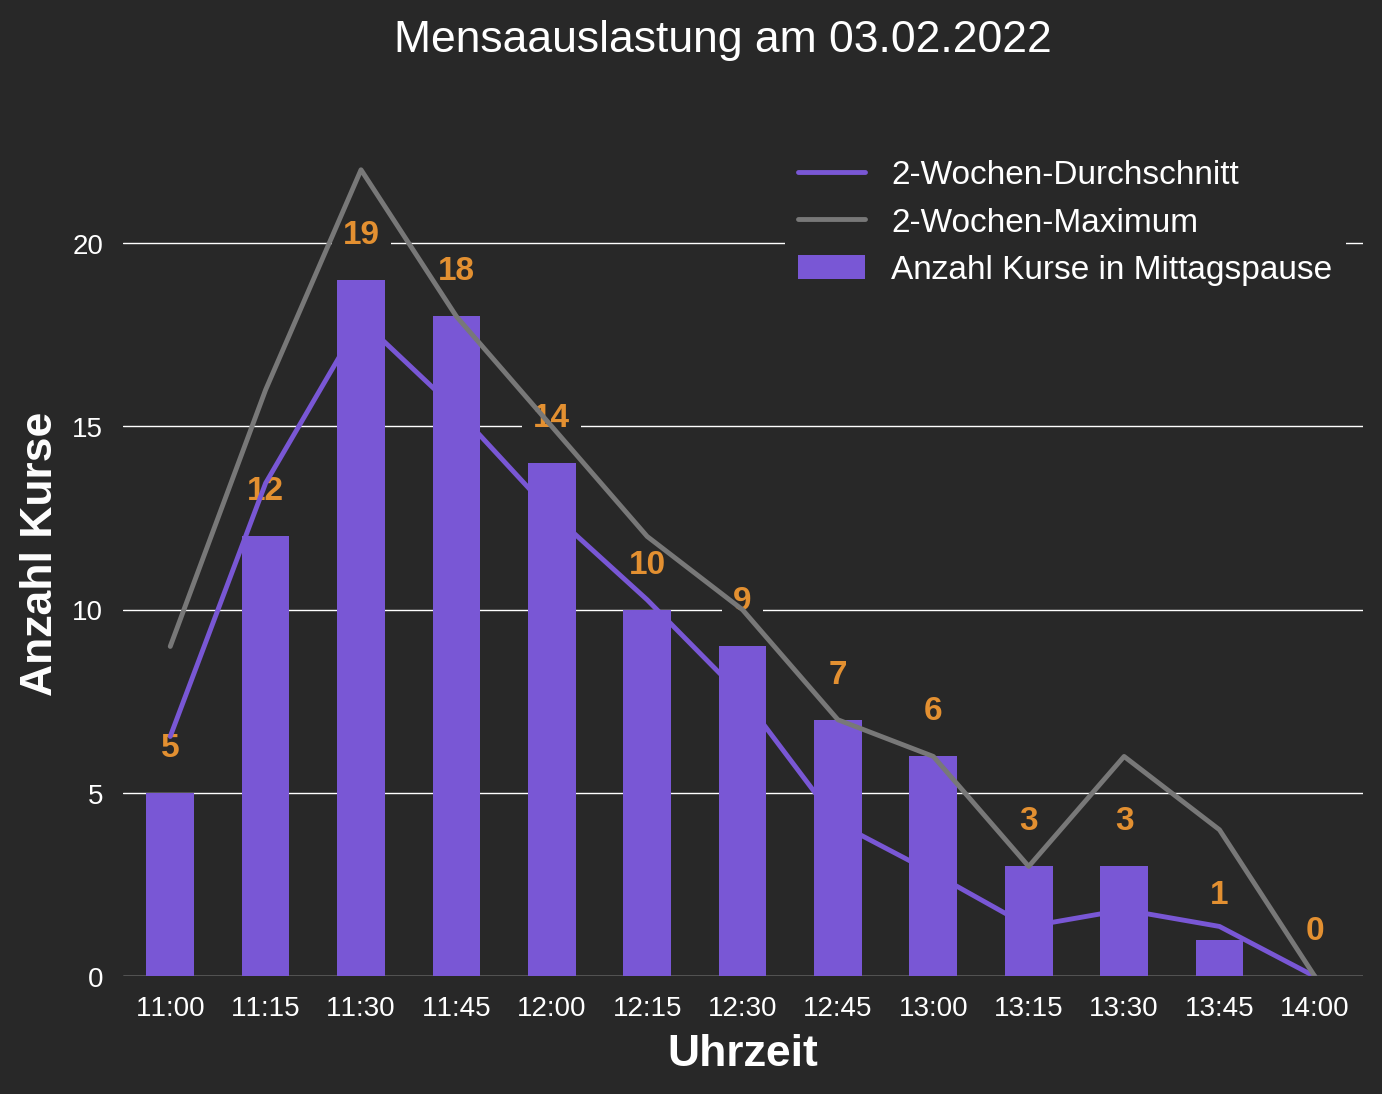 Mensaauslastung am 03.02.2022
2-Wochen-Durchschnitt
2-Wochen-Maximum
Anzahl Kurse in Mittagspause
Anzahl Kurse
20
15
10
5
0
5
12
19
18
14
10
9
7
6
3
3
1
0
11:00 11:15 11:30 11:45 12:00 12:15 12:30 12:45 13:00 13:15 13:30 13:45 14:00
Uhrzeit